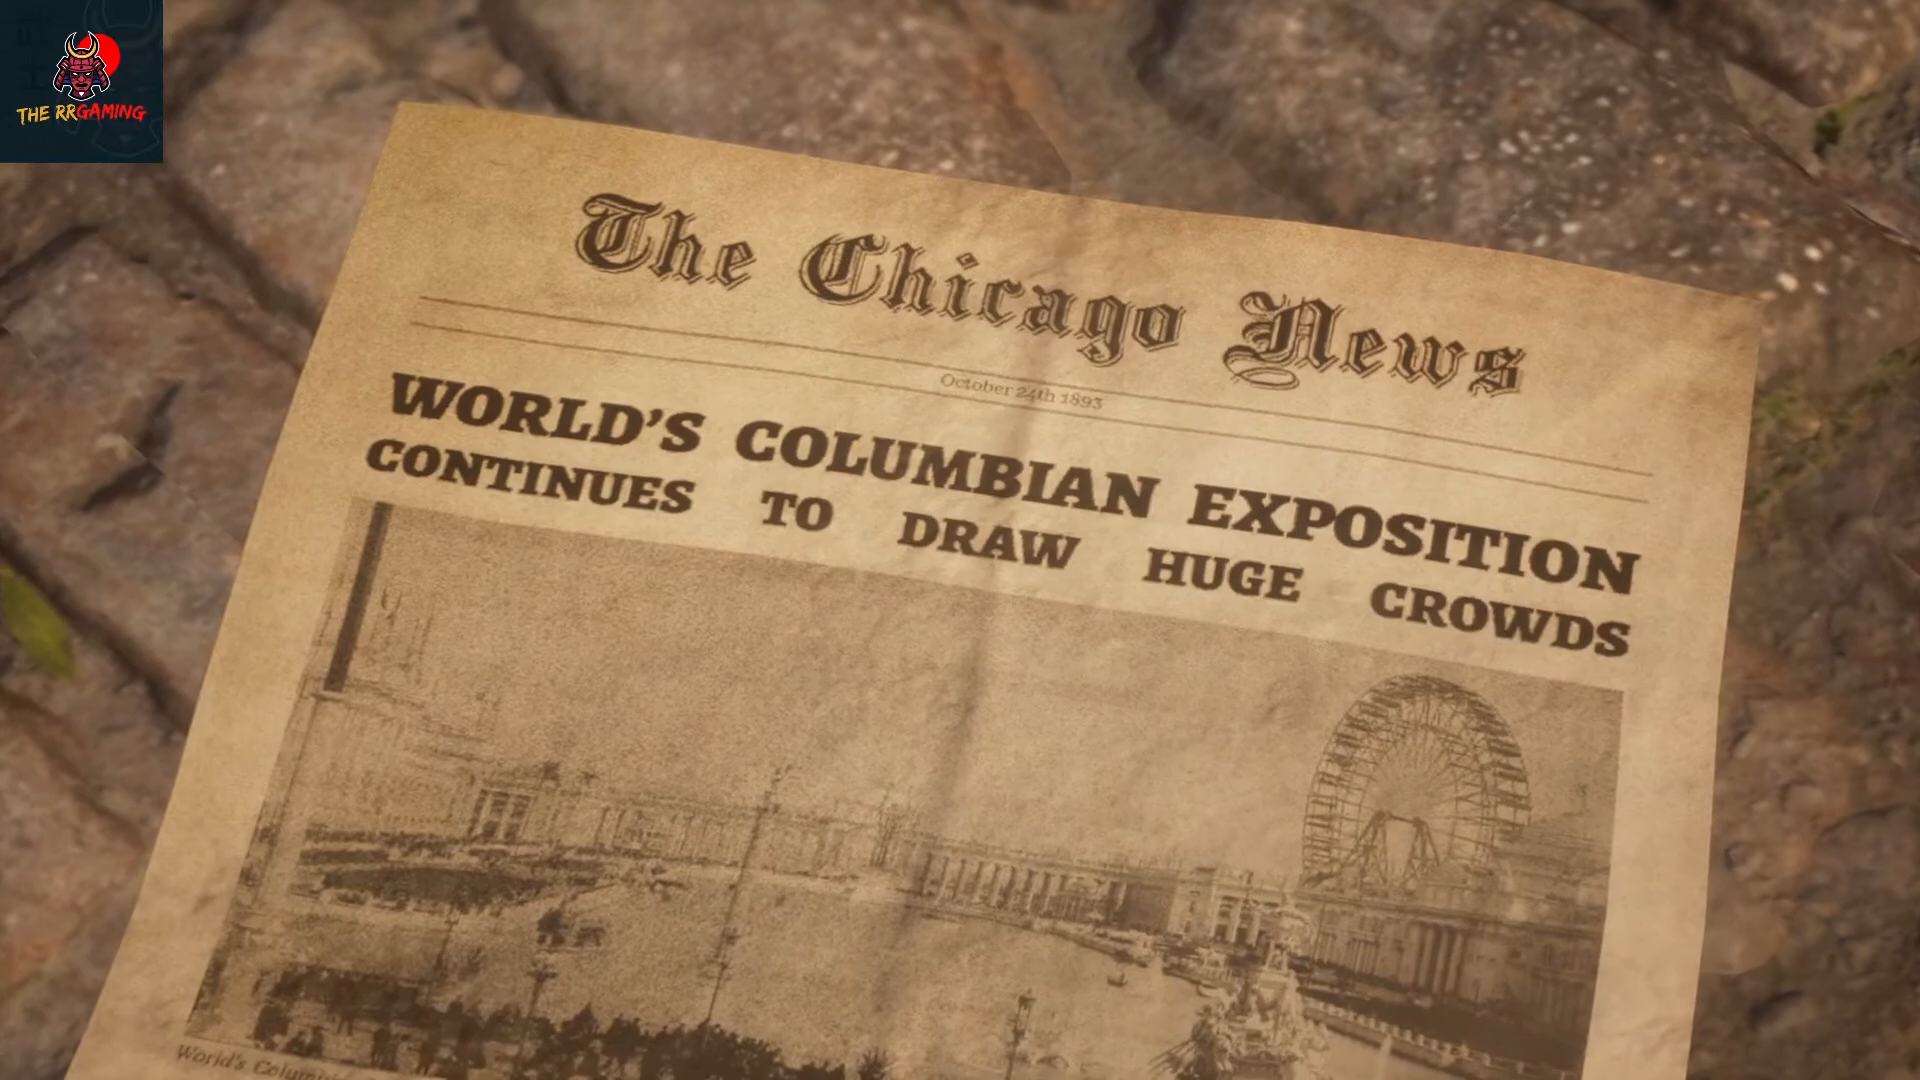 THE RRGAMING
The Chicago News
October 24th 1893
WORLD'S COLUMBIAN EXPOSITION
CONTINUES TO DRAW HUGE CROWDS
World's